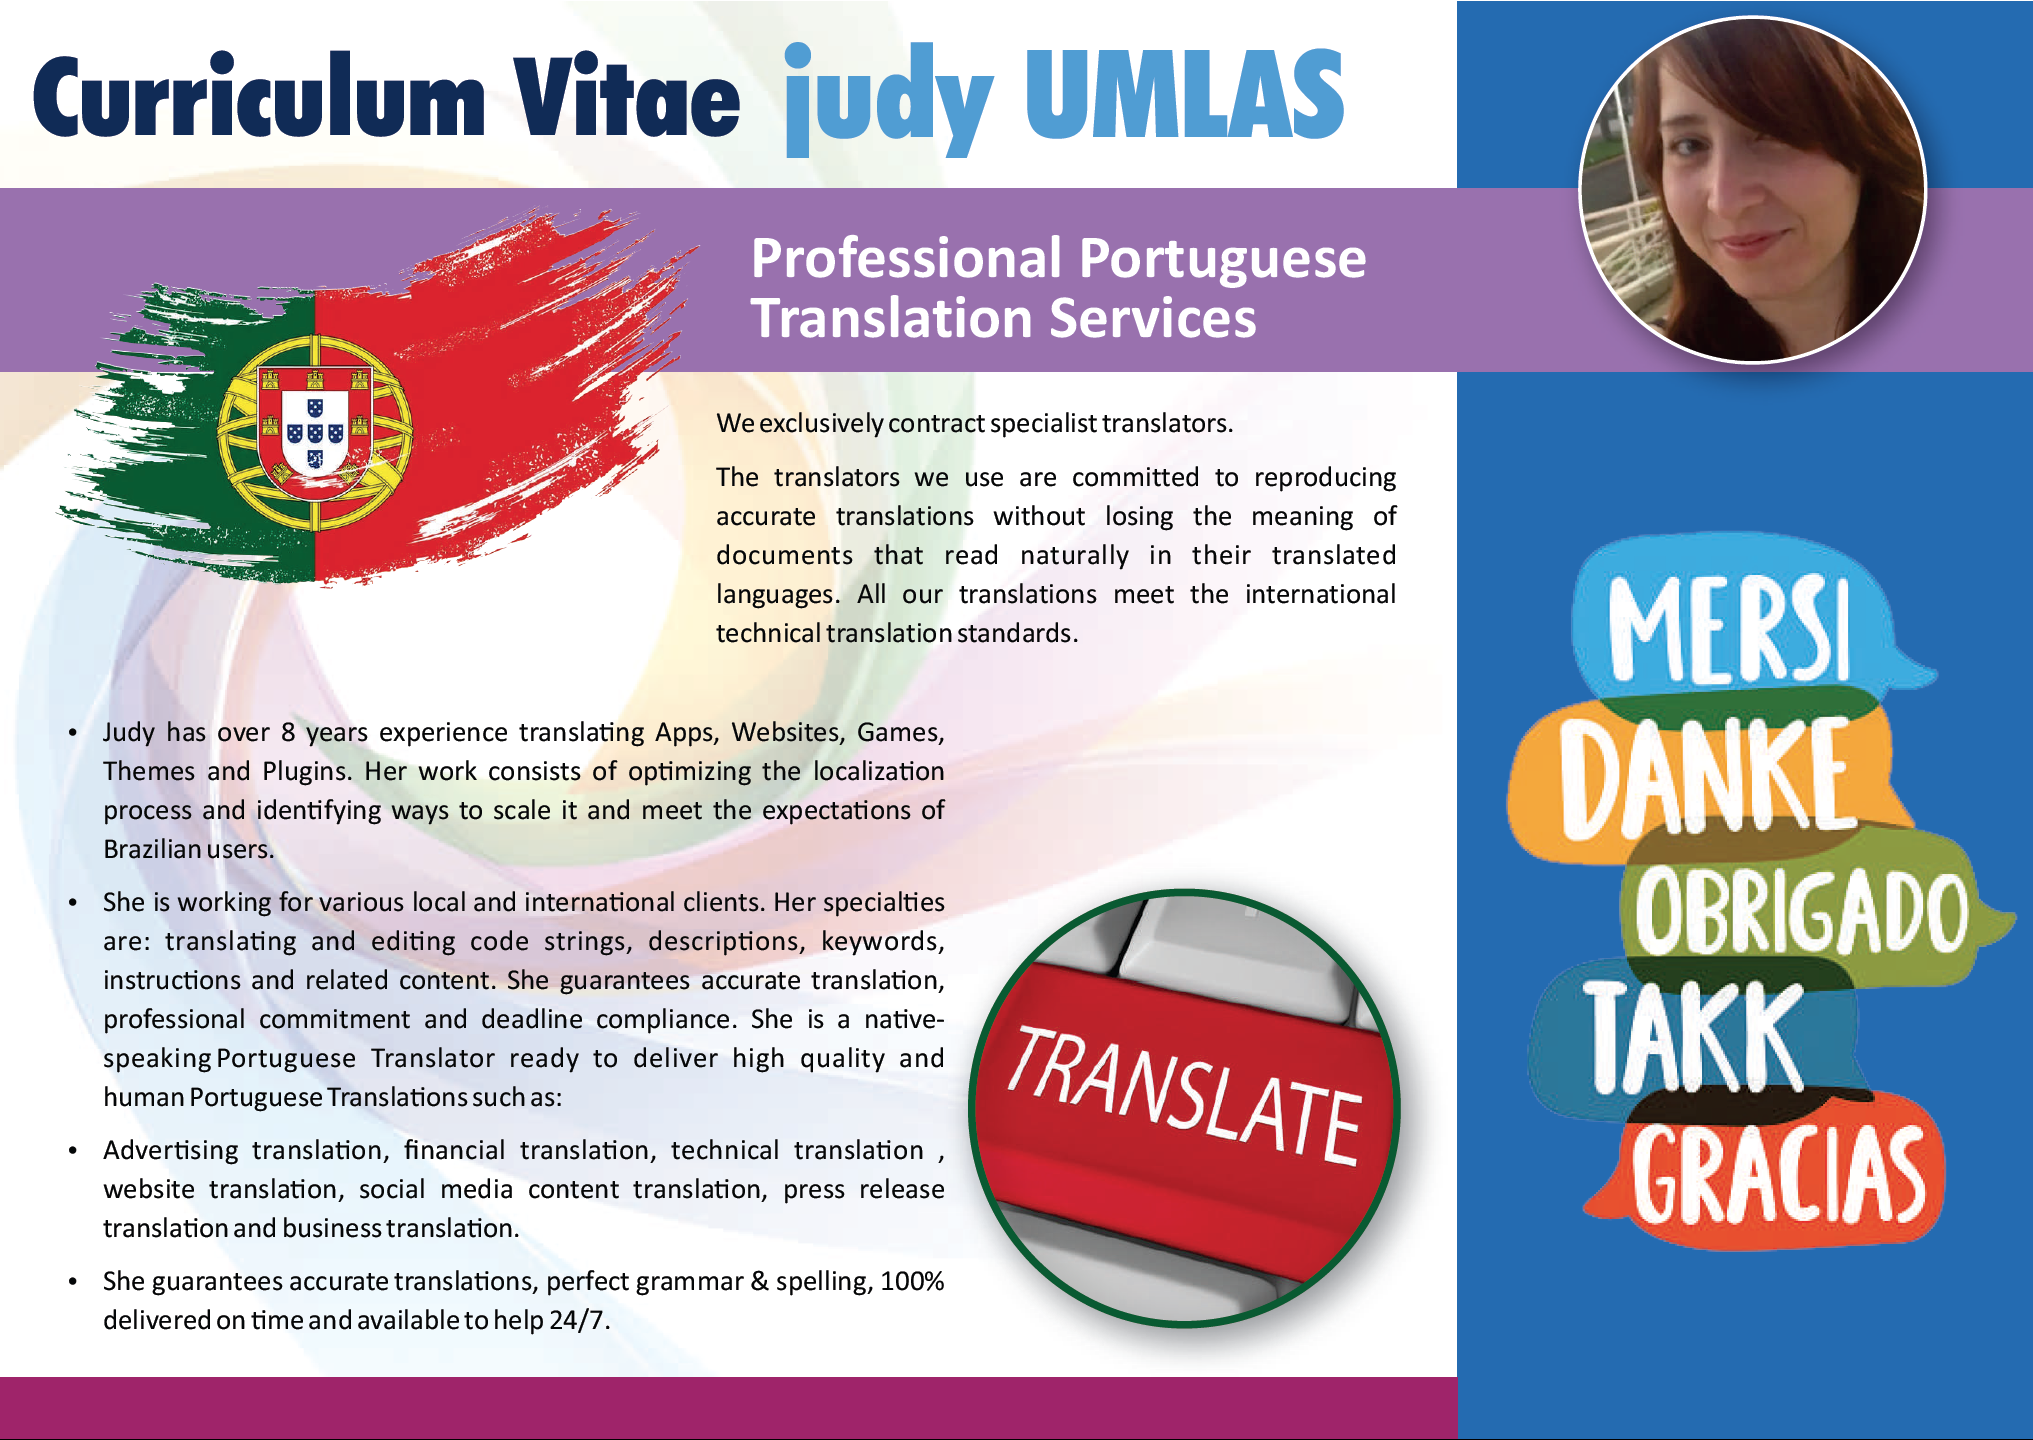 Curriculum Vitae judy UMLAS
Professional Portuguese
Translation Services
We exclusively contract specialist translators.
The translators we use are committed to reproducing
accurate translations without losing the meaning of
documents that read naturally in their translated
languages. All our translations meet the international
technical translation standards.
• Judy has over 8 years experience translating Apps, Websites, Games,
Themes and Plugins. Her work consists of optimizing the localization
process and identifying ways to scale it and meet the expectations of
Brazilian users.
• She is working for various local and international clients. Her specialties
are: translating and editing code strings, descriptions, keywords,
instructions and related content. She guarantees accurate translation,
professional commitment and deadline compliance. She is a native-
speaking Portuguese Translator ready to deliver high quality and
human Portuguese Translations such as:
• Advertising translation, financial translation, technical translation ,
website translation, social media content translation, press release
translation and business translation.
• She guarantees accurate translations, perfect grammar & spelling, 100%
delivered on time and available to help 24/7.
TRANSLATE
MERSI
DANKE
OBRIGADO
TAKK
GRACIAS